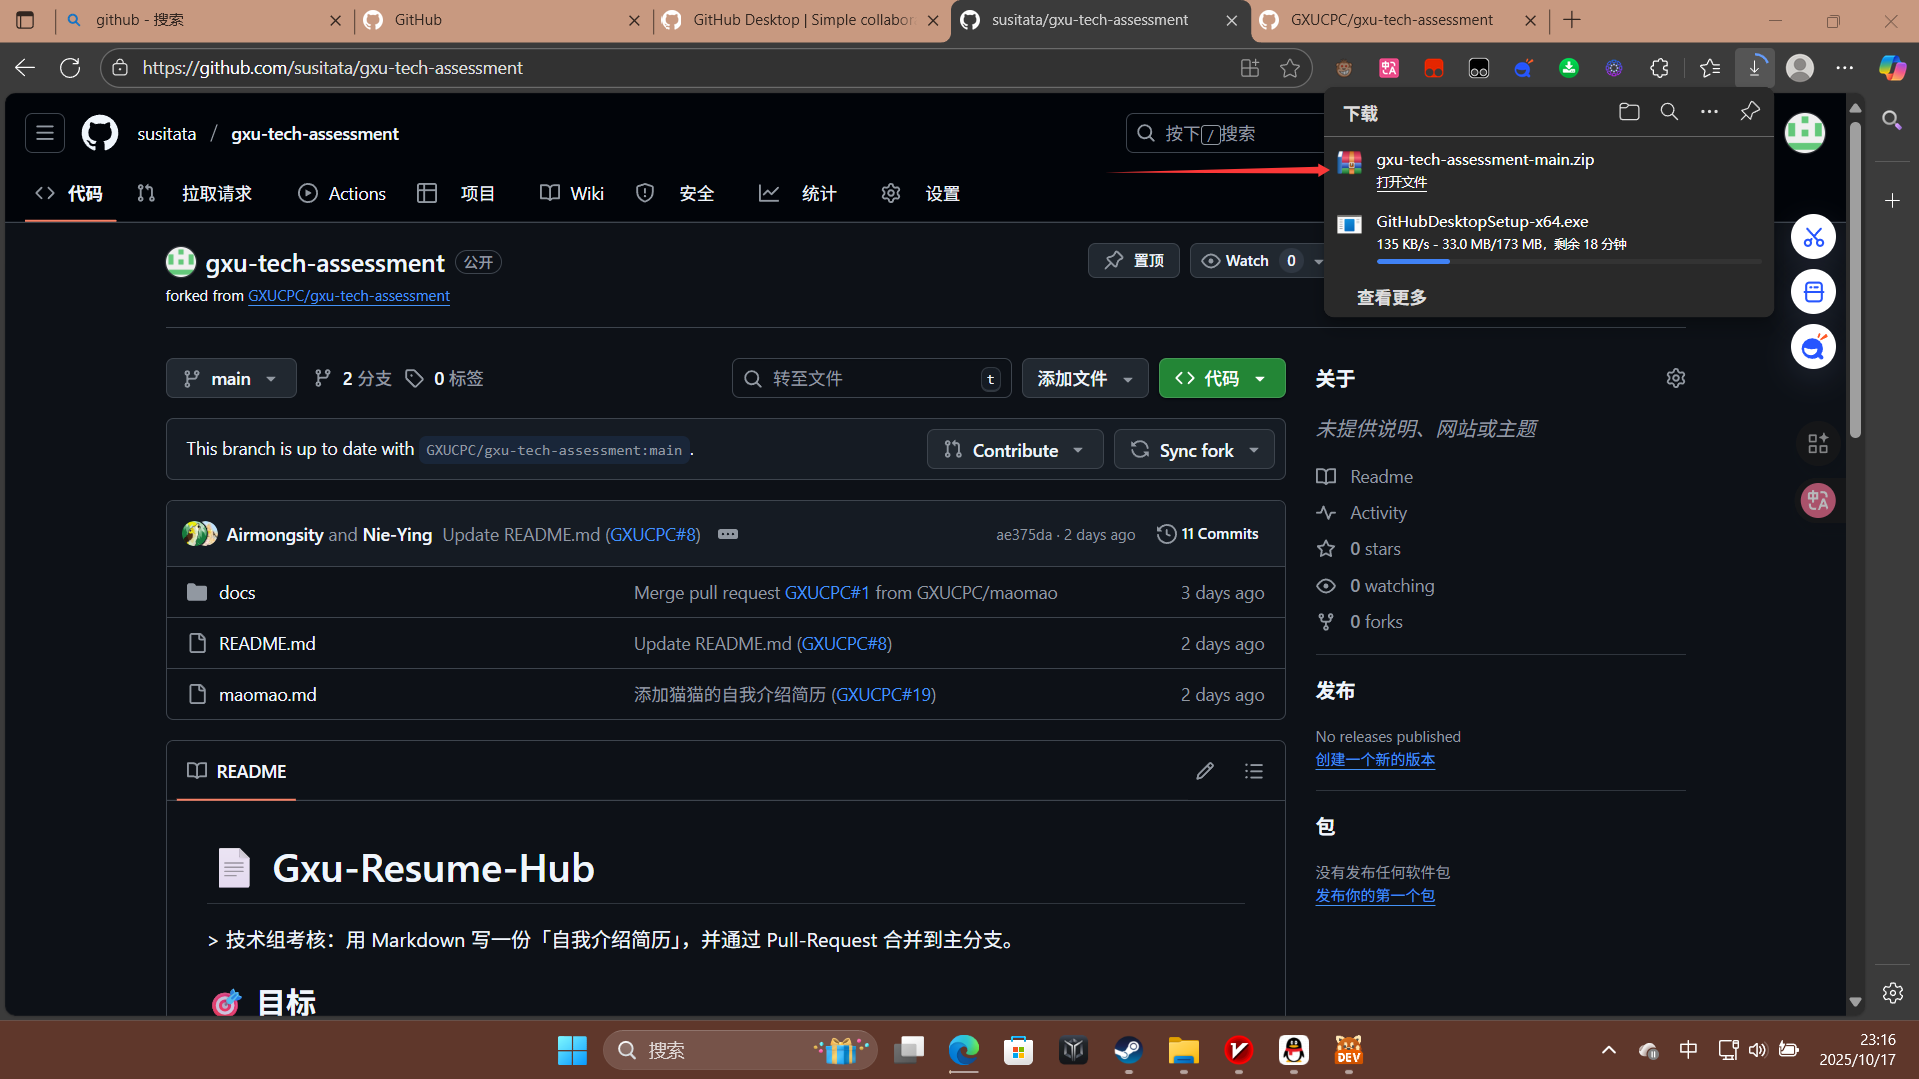 github - 搜索
GitHub
GitHub Desktop | Simple collabor
susitata/gxu-tech-assessment
GXUCPC/gxu-tech-assessment
https://github.com/susitata/gxu-tech-assessment
susitata / gxu-tech-assessment
按下 / 搜索
下载
gxu-tech-assessment-main.zip
打开文件
GitHubDesktopSetup-x64.exe
135 KB/s - 33.0 MB/173 MB，剩余 18 分钟
查看更多
代码 拉取请求 Actions 项目 Wiki 安全 统计 设置
gxu-tech-assessment 公开
置顶 Watch 0
forked from GXUCPC/gxu-tech-assessment
main 2 分支 0 标签 转至文件 t 添加文件 代码
This branch is up to date with GXUCPC/gxu-tech-assessment:main .
Contribute Sync fork
Airmongsity and Nie-Ying Update README.md (GXUCPC#8) ae375da · 2 days ago 11 Commits
docs Merge pull request GXUCPC#1 from GXUCPC/maomao 3 days ago
README.md Update README.md (GXUCPC#8) 2 days ago
maomao.md 添加猫猫的自我介绍简历 (GXUCPC#19) 2 days ago
README
Gxu-Resume-Hub
> 技术组考核：用 Markdown 写一份「自我介绍简历」，并通过 Pull-Request 合并到主分支。
目标
关于
未提供说明、网站或主题
Readme
Activity
0 stars
0 watching
0 forks
发布
No releases published
创建一个新的版本
包
没有发布任何软件包
发布你的第一个包
中A
搜索
DEV
中
23:16
2025/10/17